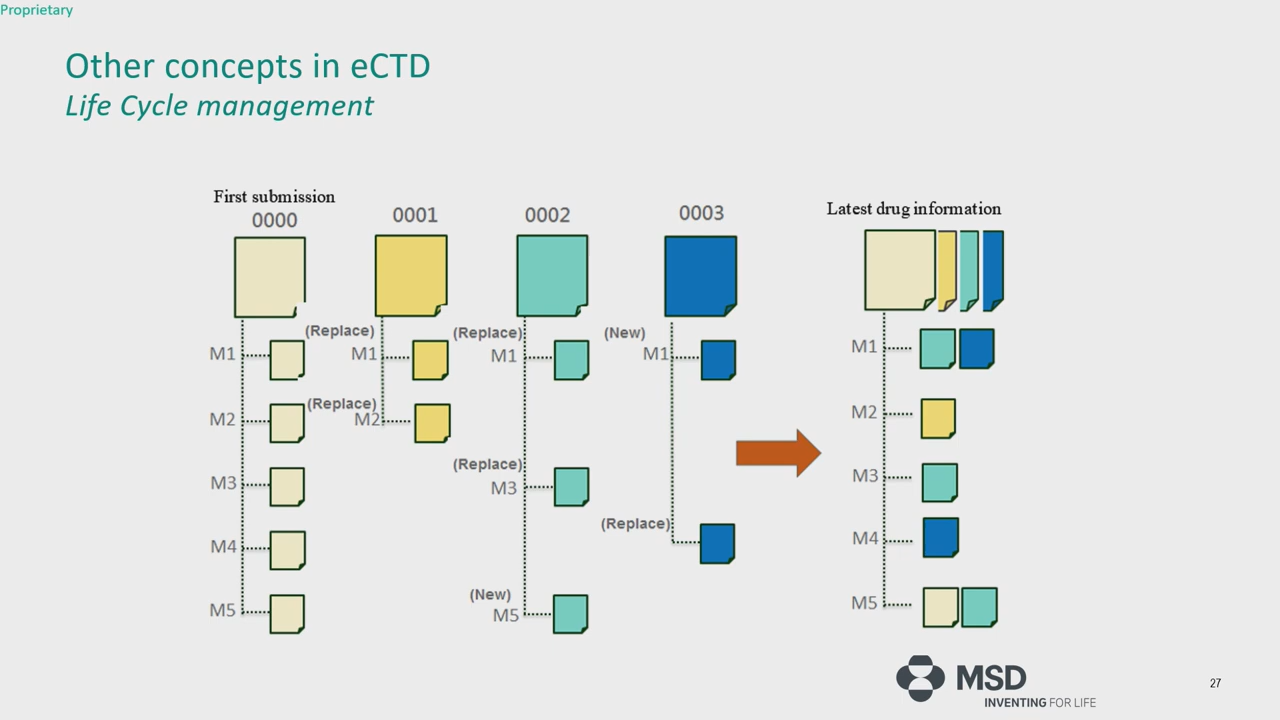 Proprietary
Other concepts in eCTD
Life Cycle management
First submission
0000
0001
0002
0003
Latest drug information
(Replace)
(Replace)
(New)
M1
M1
M1
M1
M1
(Replace)
M2
M2
M2
(Replace)
M3
M3
M3
(Replace)
M4
M4
(New)
M5
M5
M5
MSD
INVENTING FOR LIFE
27